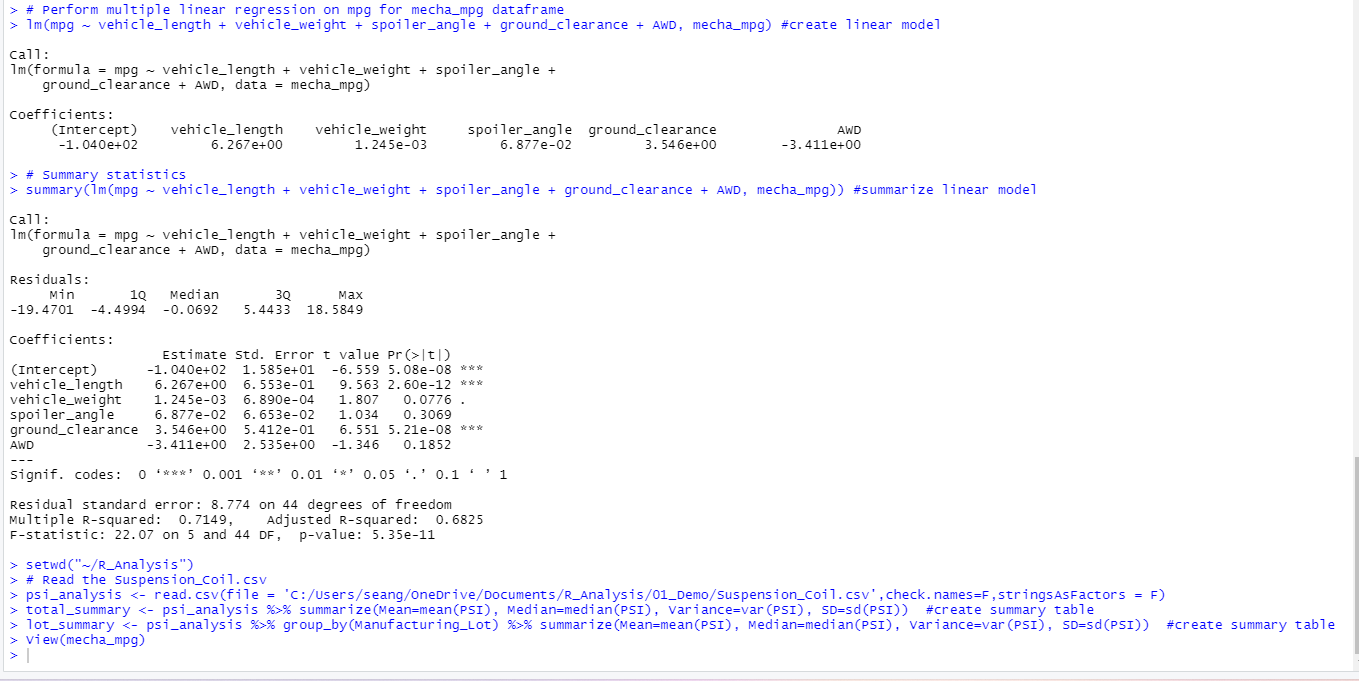 > # Perform multiple linear regression on mpg for mecha_mpg dataframe
> lm(mpg ~ vehicle_length + vehicle_weight + spoiler_angle + ground_clearance + AWD, mecha_mpg) #create linear model
Call:
lm(formula = mpg ~ vehicle_length + vehicle_weight + spoiler_angle +
    ground_clearance + AWD, data = mecha_mpg)
Coefficients:
     (Intercept)    vehicle_length    vehicle_weight     spoiler_angle  ground_clearance               AWD
      -1.040e+02         6.267e+00         1.245e-03         6.877e-02         3.546e+00        -3.411e+00
> # Summary statistics
> summary(lm(mpg ~ vehicle_length + vehicle_weight + spoiler_angle + ground_clearance + AWD, mecha_mpg)) #summarize linear model
Call:
lm(formula = mpg ~ vehicle_length + vehicle_weight + spoiler_angle +
    ground_clearance + AWD, data = mecha_mpg)
Residuals:
     Min       1Q   Median       3Q      Max
-19.4701  -4.4994  -0.0692   5.4433  18.5849
Coefficients:
                   Estimate Std. Error t value Pr(>|t|)
(Intercept)      -1.040e+02  1.585e+01  -6.559 5.08e-08 ***
vehicle_length    6.267e+00  6.553e-01   9.563 2.60e-12 ***
vehicle_weight    1.245e-03  6.890e-04   1.807   0.0776 .
spoiler_angle     6.877e-02  6.653e-02   1.034   0.3069
ground_clearance  3.546e+00  5.412e-01   6.551 5.21e-08 ***
AWD              -3.411e+00  2.535e+00  -1.346   0.1852
---
Signif. codes:  0 ‘***’ 0.001 ‘**’ 0.01 ‘*’ 0.05 ‘.’ 0.1 ‘ ’ 1
Residual standard error: 8.774 on 44 degrees of freedom
Multiple R-squared:  0.7149,    Adjusted R-squared:  0.6825
F-statistic: 22.07 on 5 and 44 DF,  p-value: 5.35e-11
> setwd("~/R_Analysis")
> # Read the Suspension_Coil.csv
> psi_analysis <- read.csv(file = 'C:/Users/seang/OneDrive/Documents/R_Analysis/01_Demo/Suspension_Coil.csv',check.names=F,stringsAsFactors = F)
> total_summary <- psi_analysis %>% summarize(Mean=mean(PSI), Median=median(PSI), Variance=var(PSI), SD=sd(PSI))  #create summary table
> lot_summary <- psi_analysis %>% group_by(Manufacturing_Lot) %>% summarize(Mean=mean(PSI), Median=median(PSI), Variance=var(PSI), SD=sd(PSI))  #create summary table
> View(mecha_mpg)
>